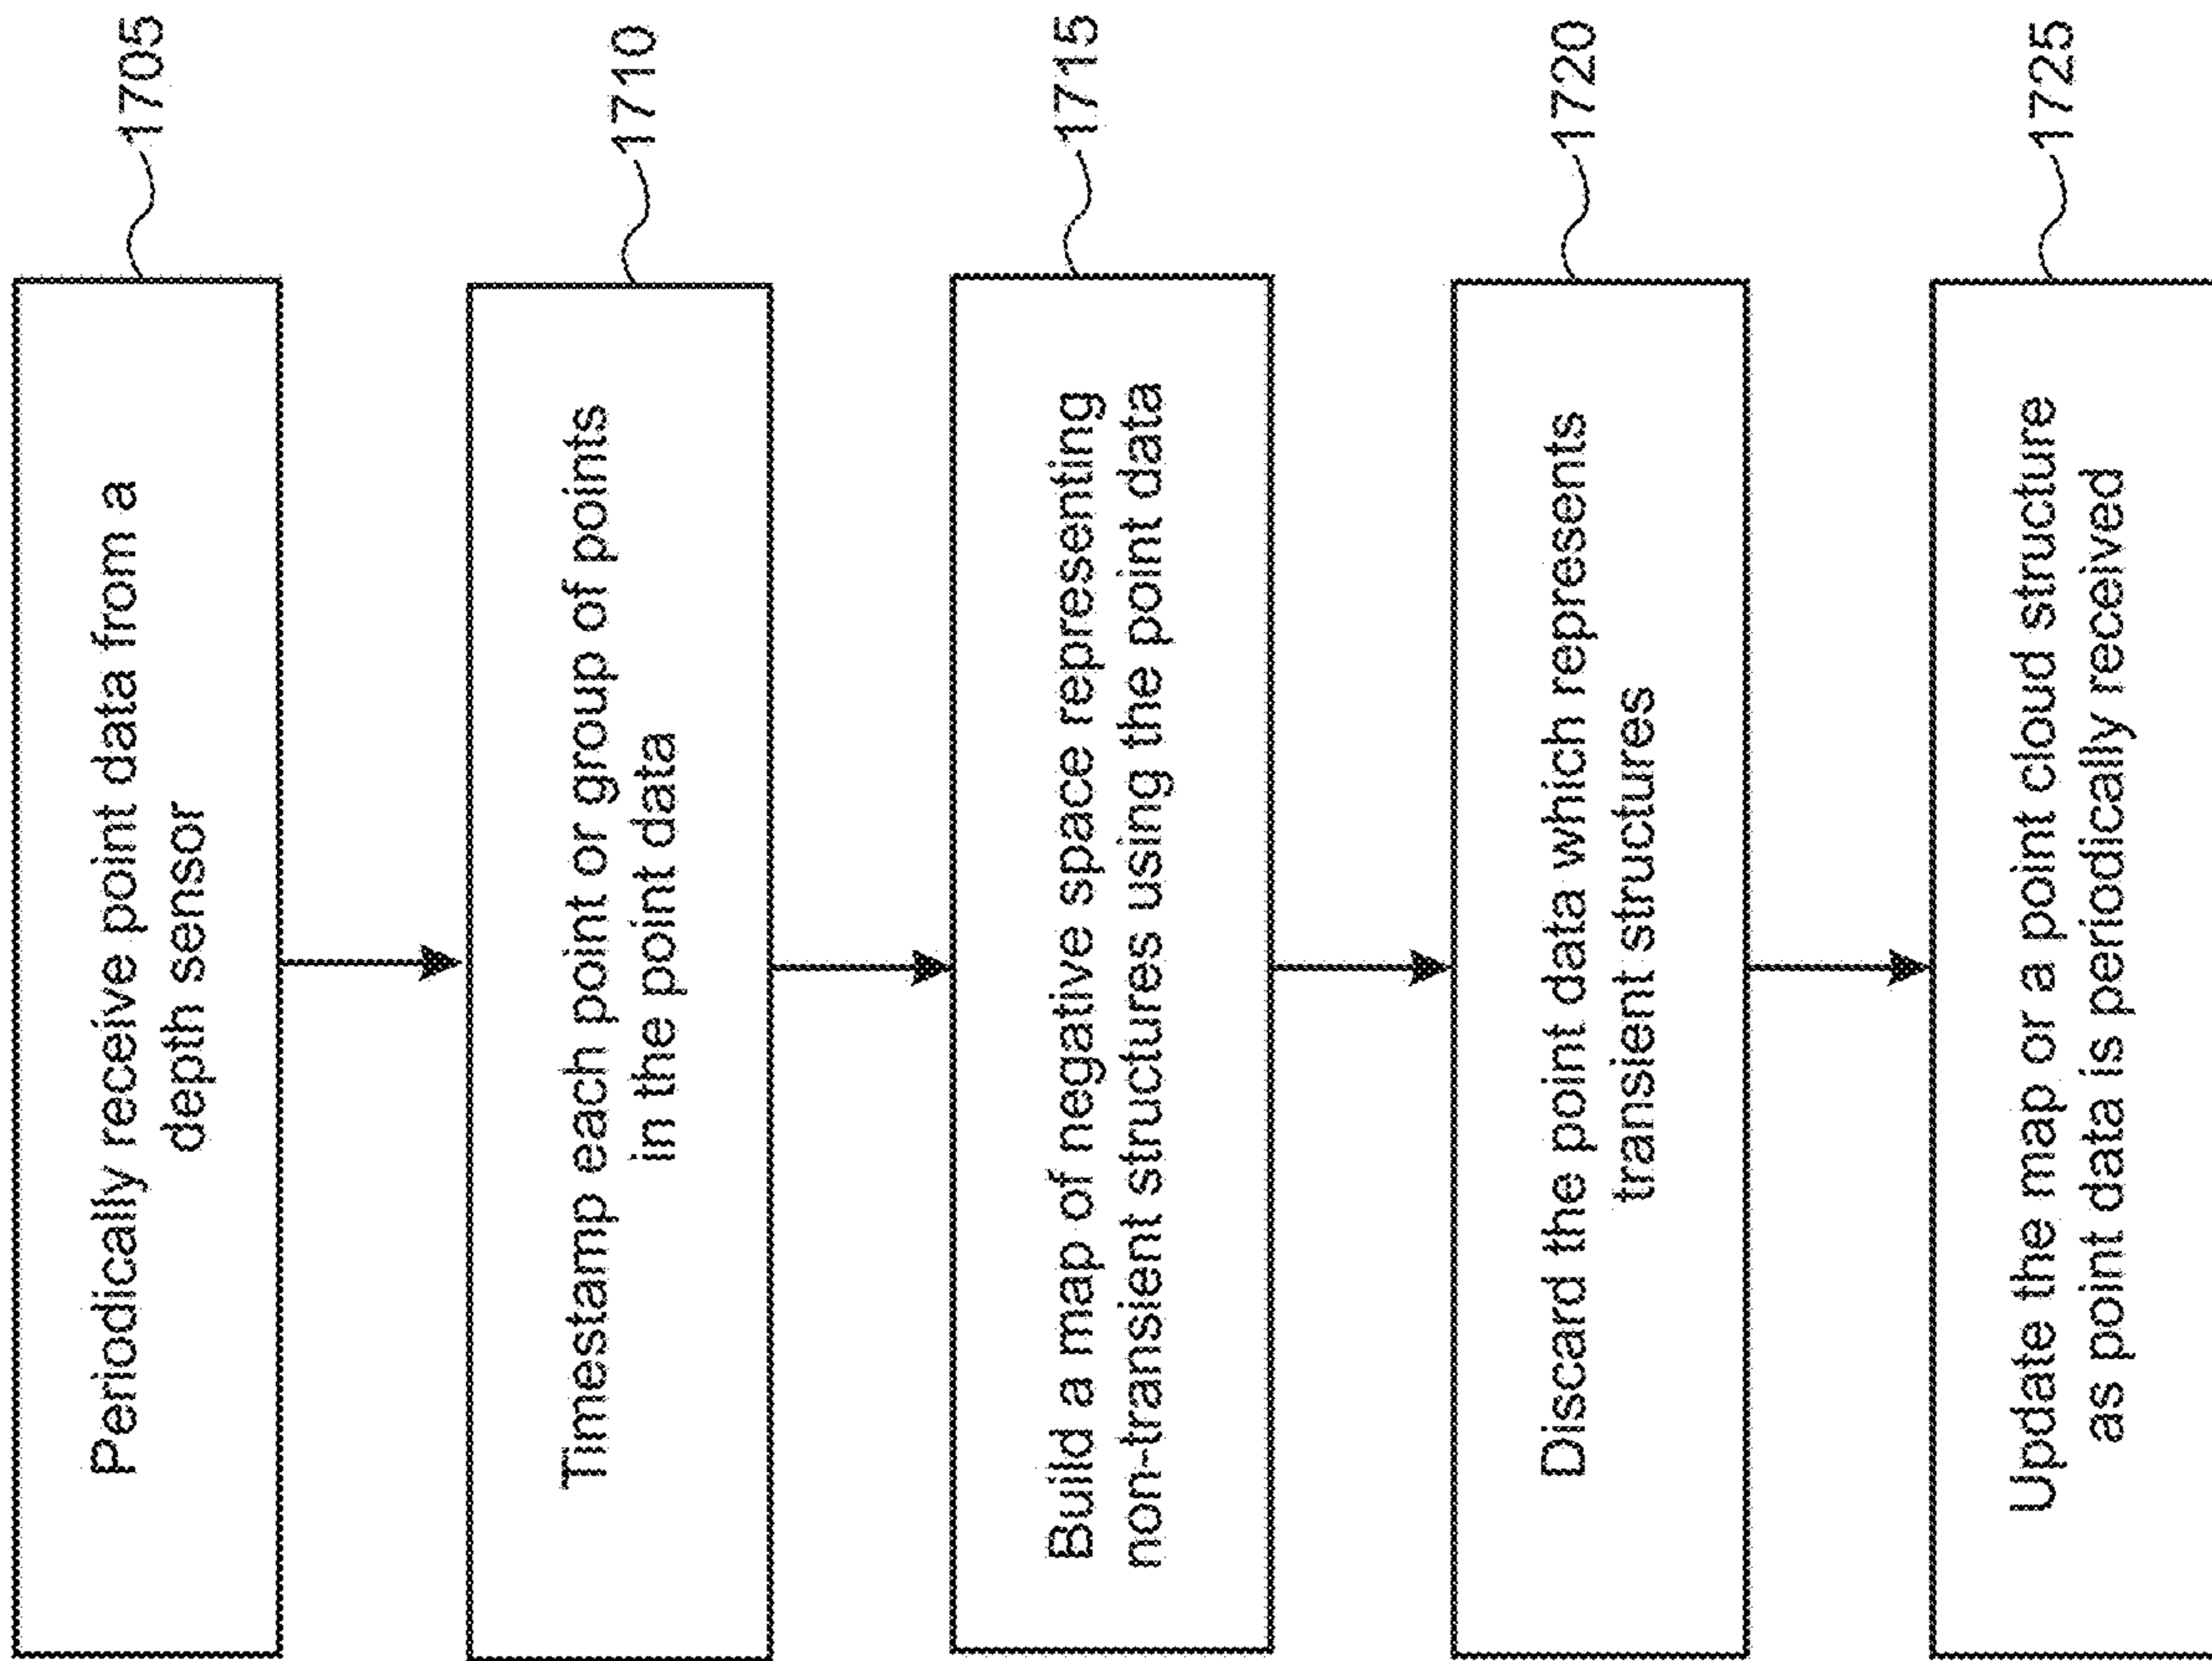 Periodically receive point data from a
depth sensor
1705
Timestamp each point or group of points
in the point data
1710
Build a map of negative space representing
non-transient structures using the point data
1715
Discard the point data which represents
transient structures
1720
Update the map or a point cloud structure
as point data is periodically received
1725